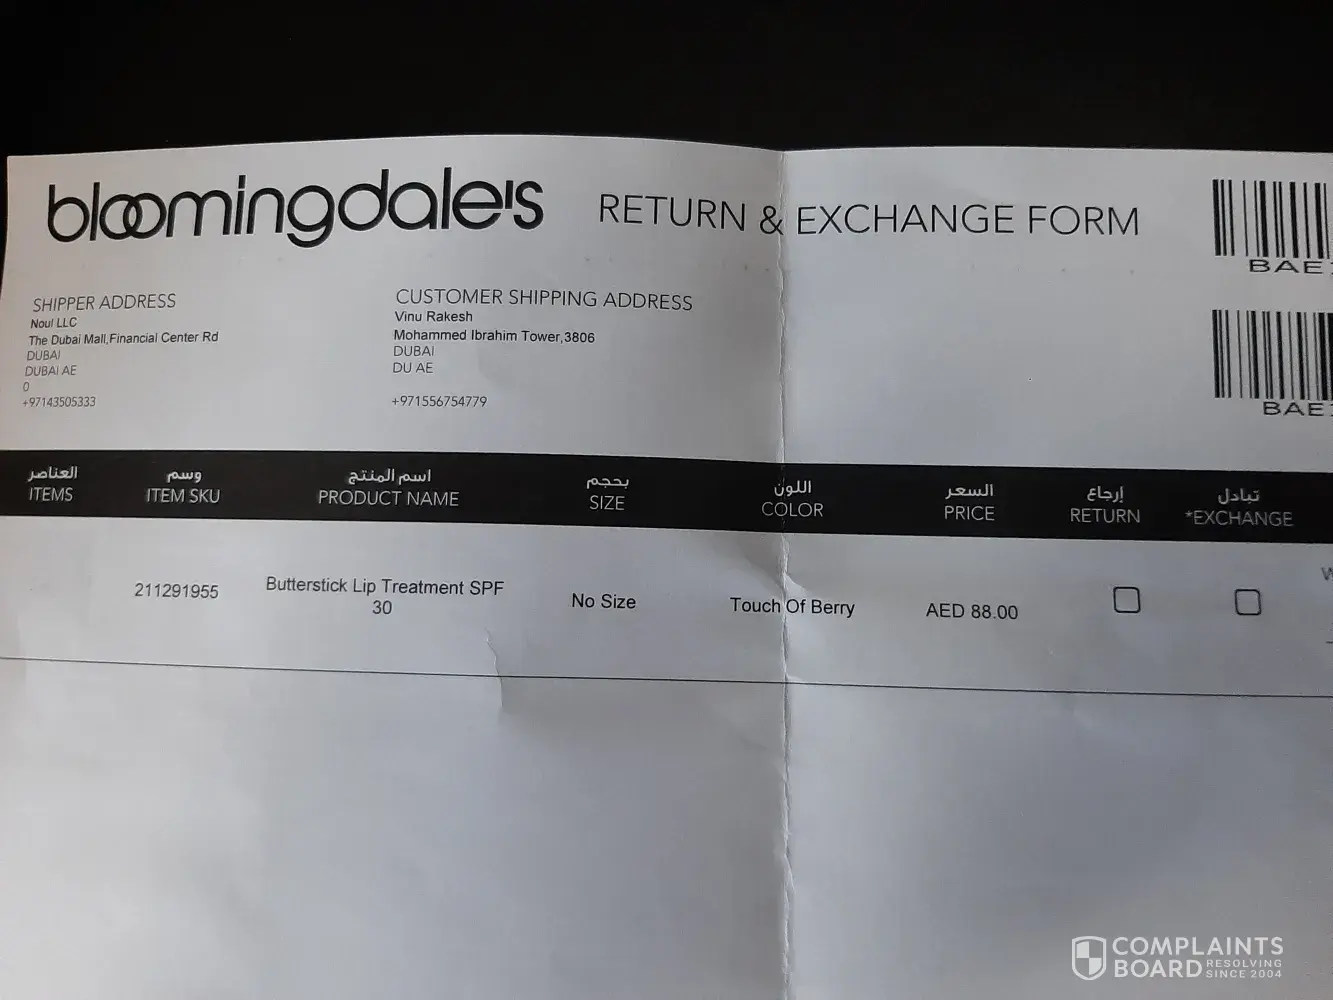 bloomingdale's RETURN & EXCHANGE FORM
BAE
SHIPPER ADDRESS
Noul LLC
The Dubai Mall,Financial Center Rd
DUBAI
DUBAI AE
0
+97143505333
CUSTOMER SHIPPING ADDRESS
Vinu Rakesh
Mohammed Ibrahim Tower,3806
DUBAI
DU AE
+971556754779
BAE
العناصر وسم اسم المنتج بحجم اللون السعر إرجاع تبادل
ITEMS ITEM SKU PRODUCT NAME SIZE COLOR PRICE RETURN *EXCHANGE
211291955 Butterstick Lip Treatment SPF 30 No Size Touch Of Berry AED 88.00
COMPLAINTS
BOARD RESOLVING
SINCE 2004